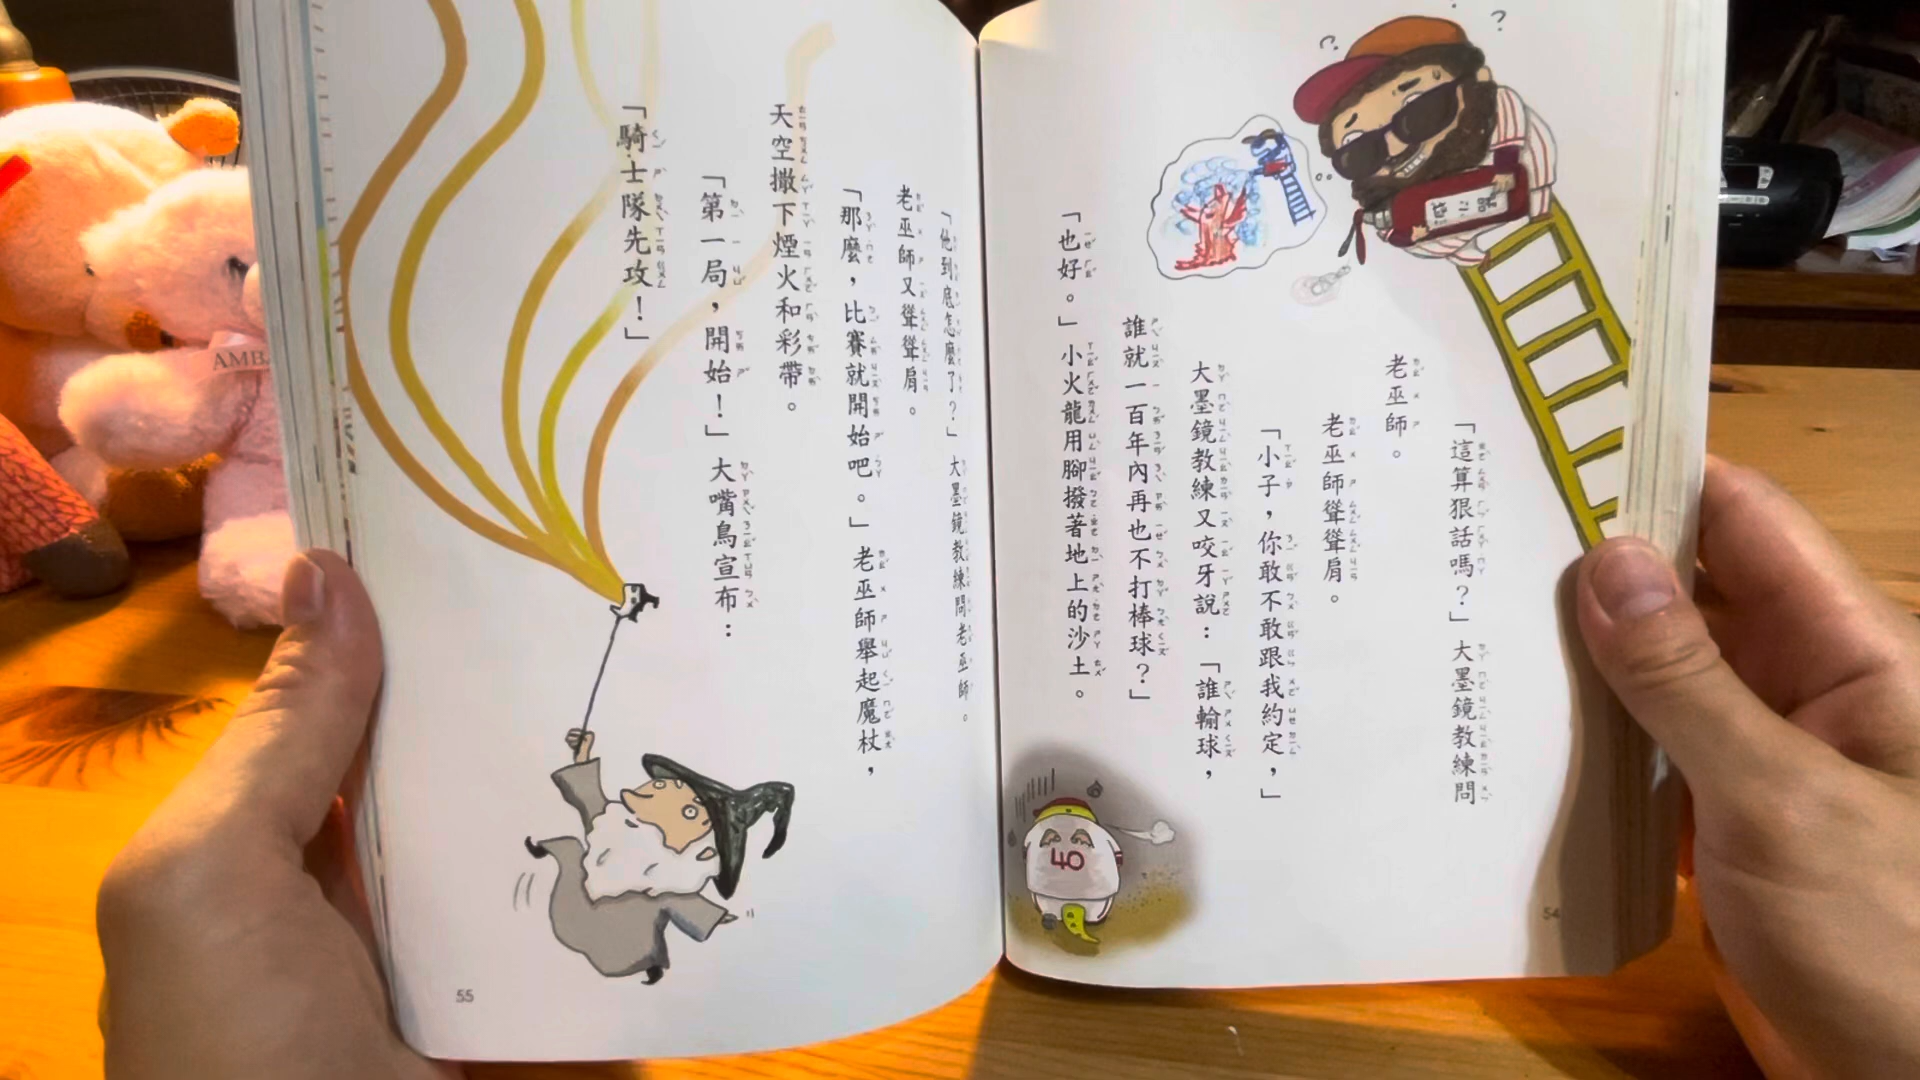 「這算狠話嗎？」大墨鏡教練問
老巫師。
老巫師聳聳肩。
「小子，你敢不敢跟我約定，」
大墨鏡教練又咬牙說：「誰輸球，
誰就一百年內再也不打棒球？」
「也好。」小火龍用腳撥著地上的沙土。
54
「他到底怎麼了？」大墨鏡教練問老巫師。
老巫師又聳聳肩。
「那麼，比賽就開始吧。」老巫師舉起魔杖，
天空撒下煙火和彩帶。
「第一局，開始！」大嘴鳥宣布：
「騎士隊先攻！」
55